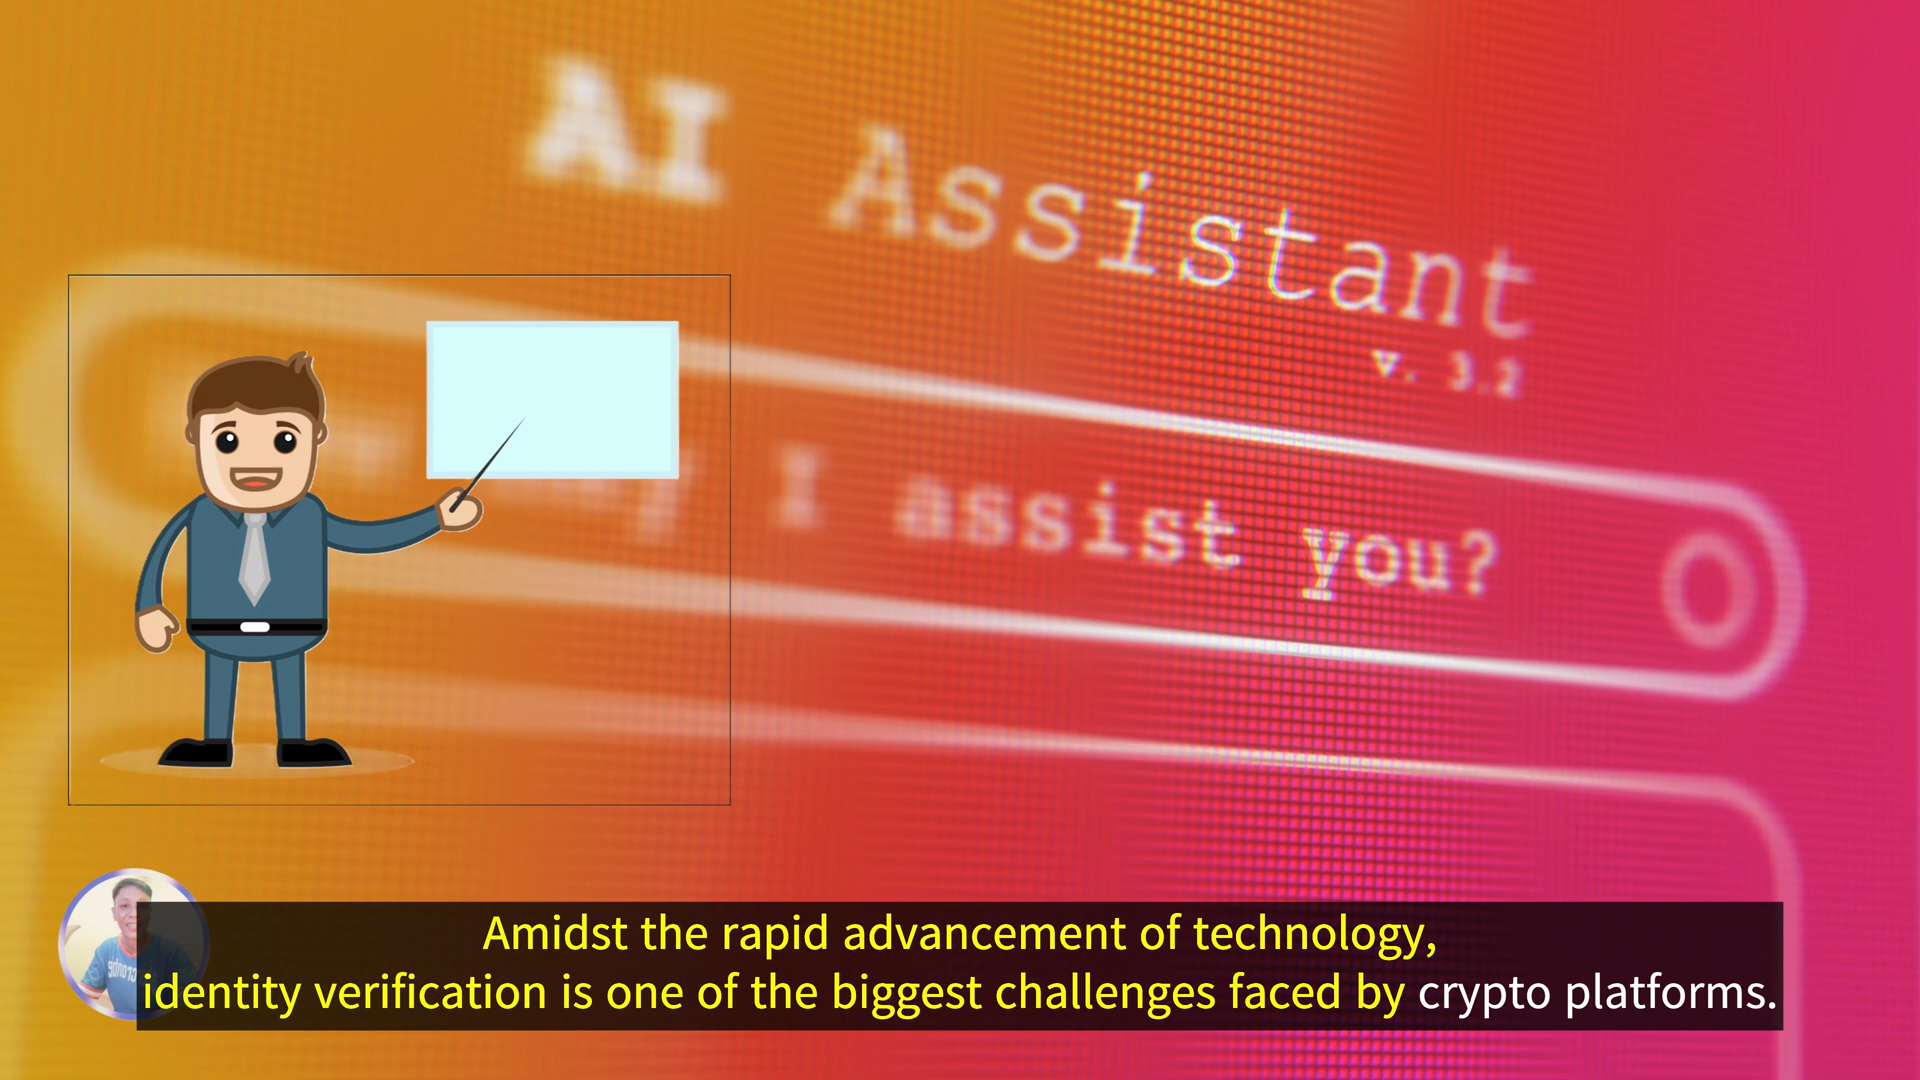 AI Assistant
v. 3.2
I assist you?
Amidst the rapid advancement of technology,
identity verification is one of the biggest challenges faced by crypto platforms.